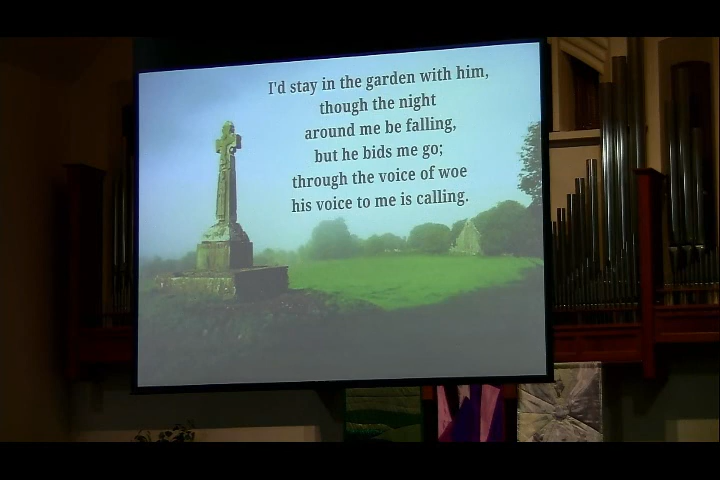 I'd stay in the garden with him,
though the night
around me be falling,
but he bids me go;
through the voice of woe
his voice to me is calling.